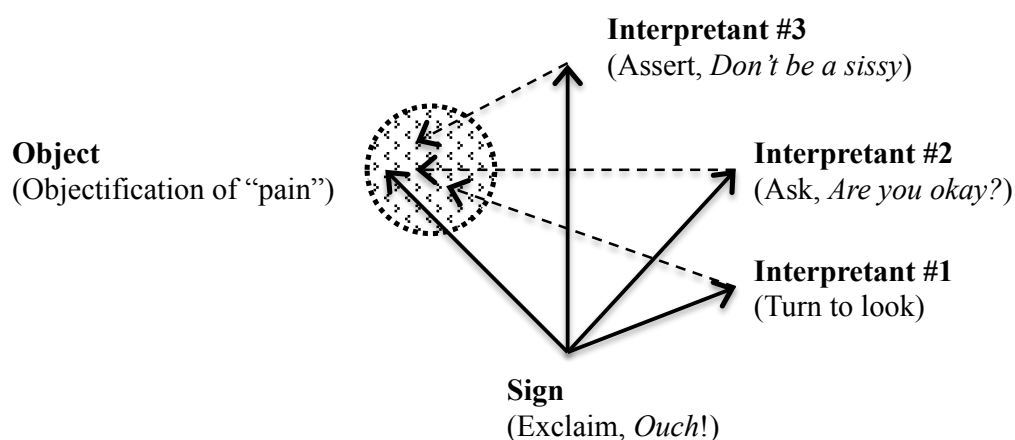 Interpretant #3
(Assert, Don’t be a sissy)
Object
(Objectification of “pain”)
Interpretant #2
(Ask, Are you okay?)
Interpretant #1
(Turn to look)
Sign
(Exclaim, Ouch!)